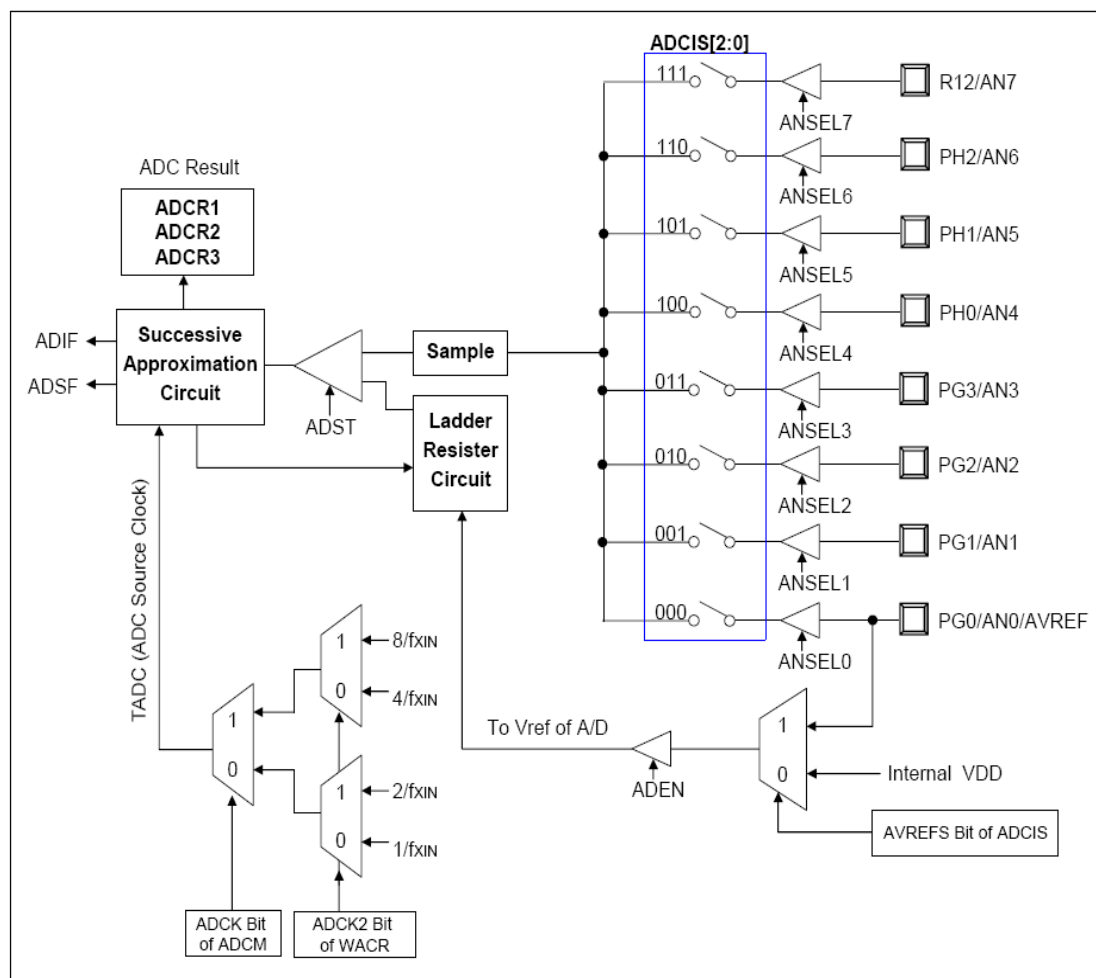 ADCIS[2:0]
111
R12/AN7
ANSEL7
110
PH2/AN6
ANSEL6
ADC Result
ADCR1
ADCR2
ADCR3
101
PH1/AN5
ANSEL5
100
PH0/AN4
ANSEL4
ADIF
ADSF
Successive
Approximation
Circuit
Sample
ADST
Ladder
Resister
Circuit
011
PG3/AN3
ANSEL3
010
PG2/AN2
ANSEL2
001
PG1/AN1
ANSEL1
000
PG0/AN0/AVREF
ANSEL0
TADC (ADC Source Clock)
1
8/fXIN
0
4/fXIN
1
0
1
2/fXIN
0
1/fXIN
To Vref of A/D
ADEN
1
0
Internal VDD
AVREFS Bit of ADCIS
ADCK Bit
of ADCM
ADCK2 Bit
of WACR